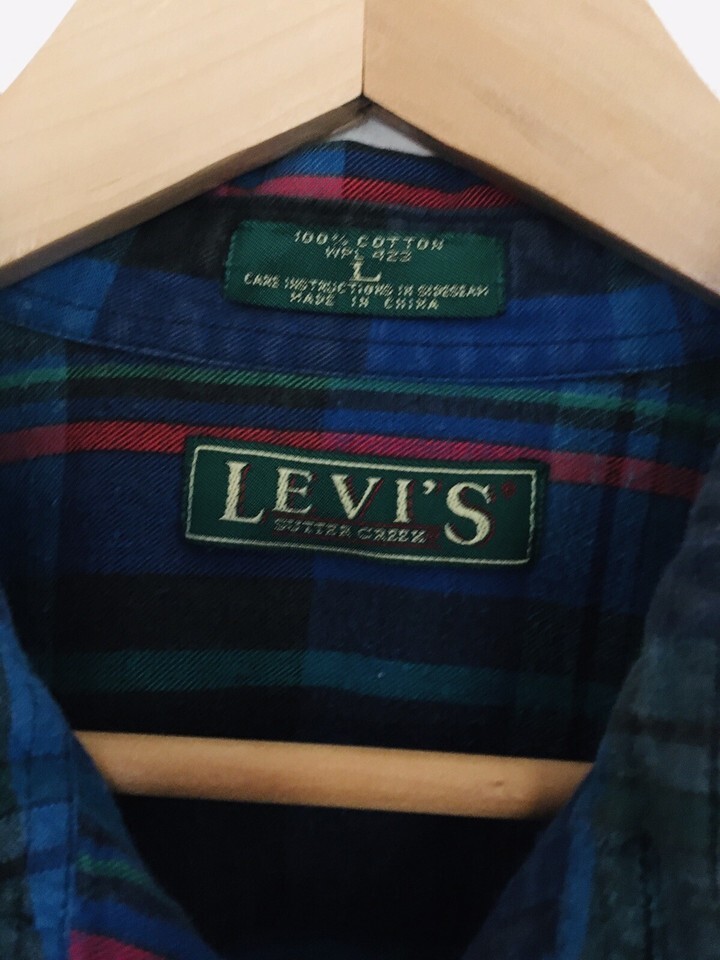 100% COTTON
WPL 423
L
CARE INSTRUCTIONS IN SIDESEAM
MADE IN CHINA
LEVI'S
SUTTER CREEK